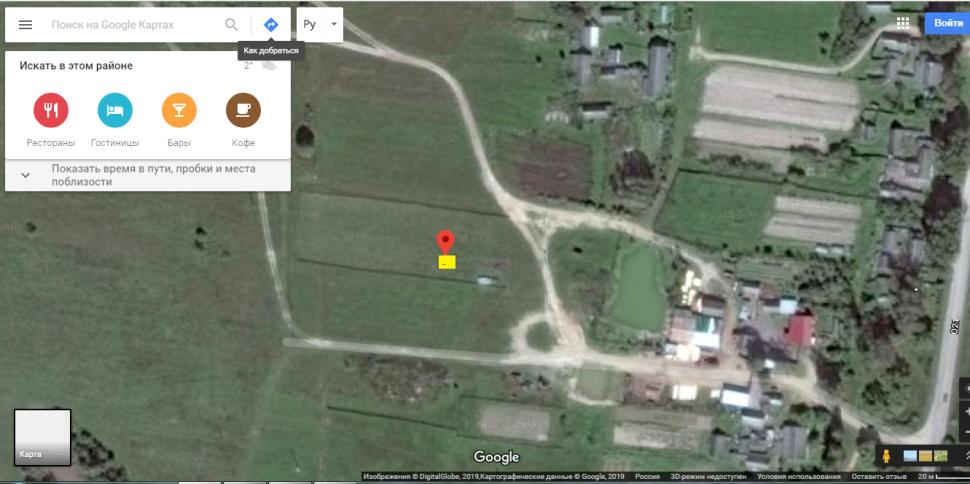 Поиск на Google Картах
Ру
Войти
Как добраться
Искать в этом районе
2°
Рестораны
Гостиницы
Бары
Кофе
Показать время в пути, пробки и места
поблизости
2019 Google
Карта
Google
Изображения © DigitalGlobe, 2019,Картографические данные © Google, 2019 Россия 3D-режим недоступен Условия использования Оставить отзыв 20 м